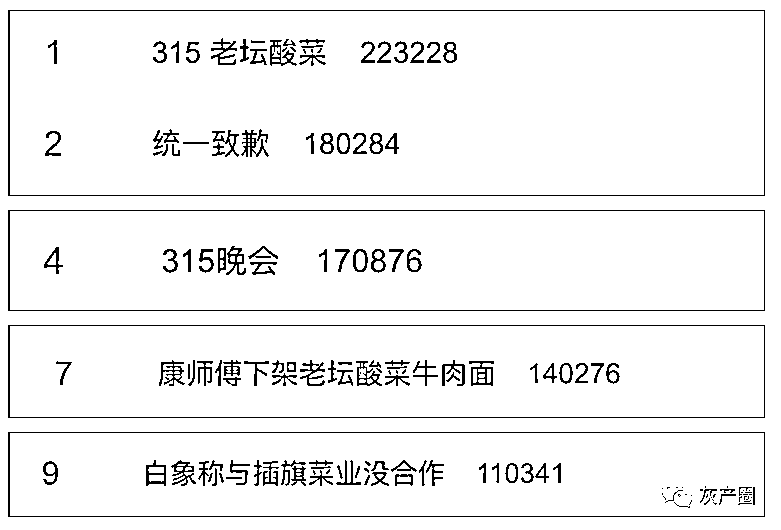 1 315 老坛酸菜 223228
2 统一致歉 180284
4 315晚会 170876
7 康师傅下架老坛酸菜牛肉面 140276
9 白象称与插旗菜业没合作 110341
灰产圈